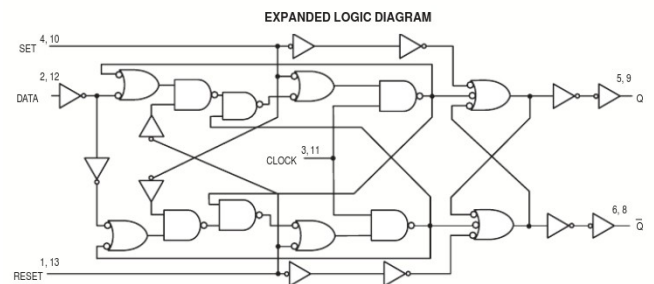 EXPANDED LOGIC DIAGRAM
4, 10
SET
2, 12
DATA
5, 9
Q
3, 11
CLOCK
6, 8
Q̅
1, 13
RESET